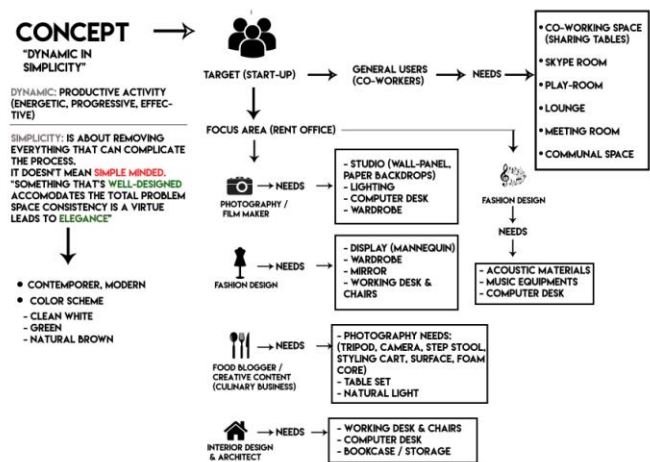 CONCEPT
"DYNAMIC IN
SIMPLICITY"
DYNAMIC: PRODUCTIVE ACTIVITY
(ENERGETIC, PROGRESSIVE, EFFEC-
TIVE)
SIMPLICITY: IS ABOUT REMOVING
EVERYTHING THAT CAN COMPLICATE
THE PROCESS.
IT DOESN'T MEAN SIMPLE MINDED.
"SOMETHING THAT'S WELL-DESIGNED
ACCOMODATES THE TOTAL PROBLEM
SPACE CONSISTENCY IS A VIRTUE
LEADS TO ELEGANCE"
• CONTEMPORER, MODERN
• COLOR SCHEME
- CLEAN WHITE
- GREEN
- NATURAL BROWN
TARGET (START-UP)
GENERAL USERS
(CO-WORKERS)
NEEDS
• CO-WORKING SPACE
(SHARING TABLES)
• SKYPE ROOM
• PLAY-ROOM
• LOUNGE
• MEETING ROOM
• COMMUNAL SPACE
FOCUS AREA (RENT OFFICE)
PHOTOGRAPHY /
FILM MAKER
NEEDS
- STUDIO (WALL-PANEL,
PAPER BACKDROPS)
- LIGHTING
- COMPUTER DESK
- WARDROBE
FASHION DESIGN
NEEDS
- ACOUSTIC MATERIALS
- MUSIC EQUIPMENTS
- COMPUTER DESK
FASHION DESIGN
NEEDS
- DISPLAY (MANNEQUIN)
- WARDROBE
- MIRROR
- WORKING DESK &
CHAIRS
FOOD BLOGGER /
CREATIVE CONTENT
(CULINARY BUSINESS)
NEEDS
- PHOTOGRAPHY NEEDS:
(TRIPOD, CAMERA, STEP STOOL,
STYLING CART, SURFACE, FOAM
CORE)
- TABLE SET
- NATURAL LIGHT
INTERIOR DESIGN
& ARCHITECT
NEEDS
- WORKING DESK & CHAIRS
- COMPUTER DESK
- BOOKCASE / STORAGE